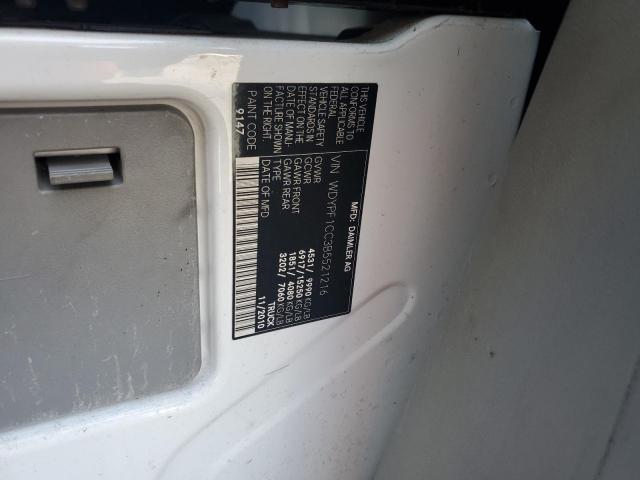 MFD: DAIMLER AG
VIN WDYPF1CC3B5521216
THIS VEHICLE
CONFORMS TO
ALL APPLICABLE
FEDERAL
VEHICLE SAFETY
STANDARDS IN
EFFECT ON THE
DATE OF MANU-
FACTURE SHOWN
ON THE RIGHT.
PAINT CODE
9147
GVWR 4531/ 9990 KG/LB
GCWR 6917/15250 KG/LB
GAWR FRONT 1851/ 4080 KG/LB
GAWR REAR 3202/ 7060 KG/LB
TYPE TRUCK
DATE OF MFG. 11/2010